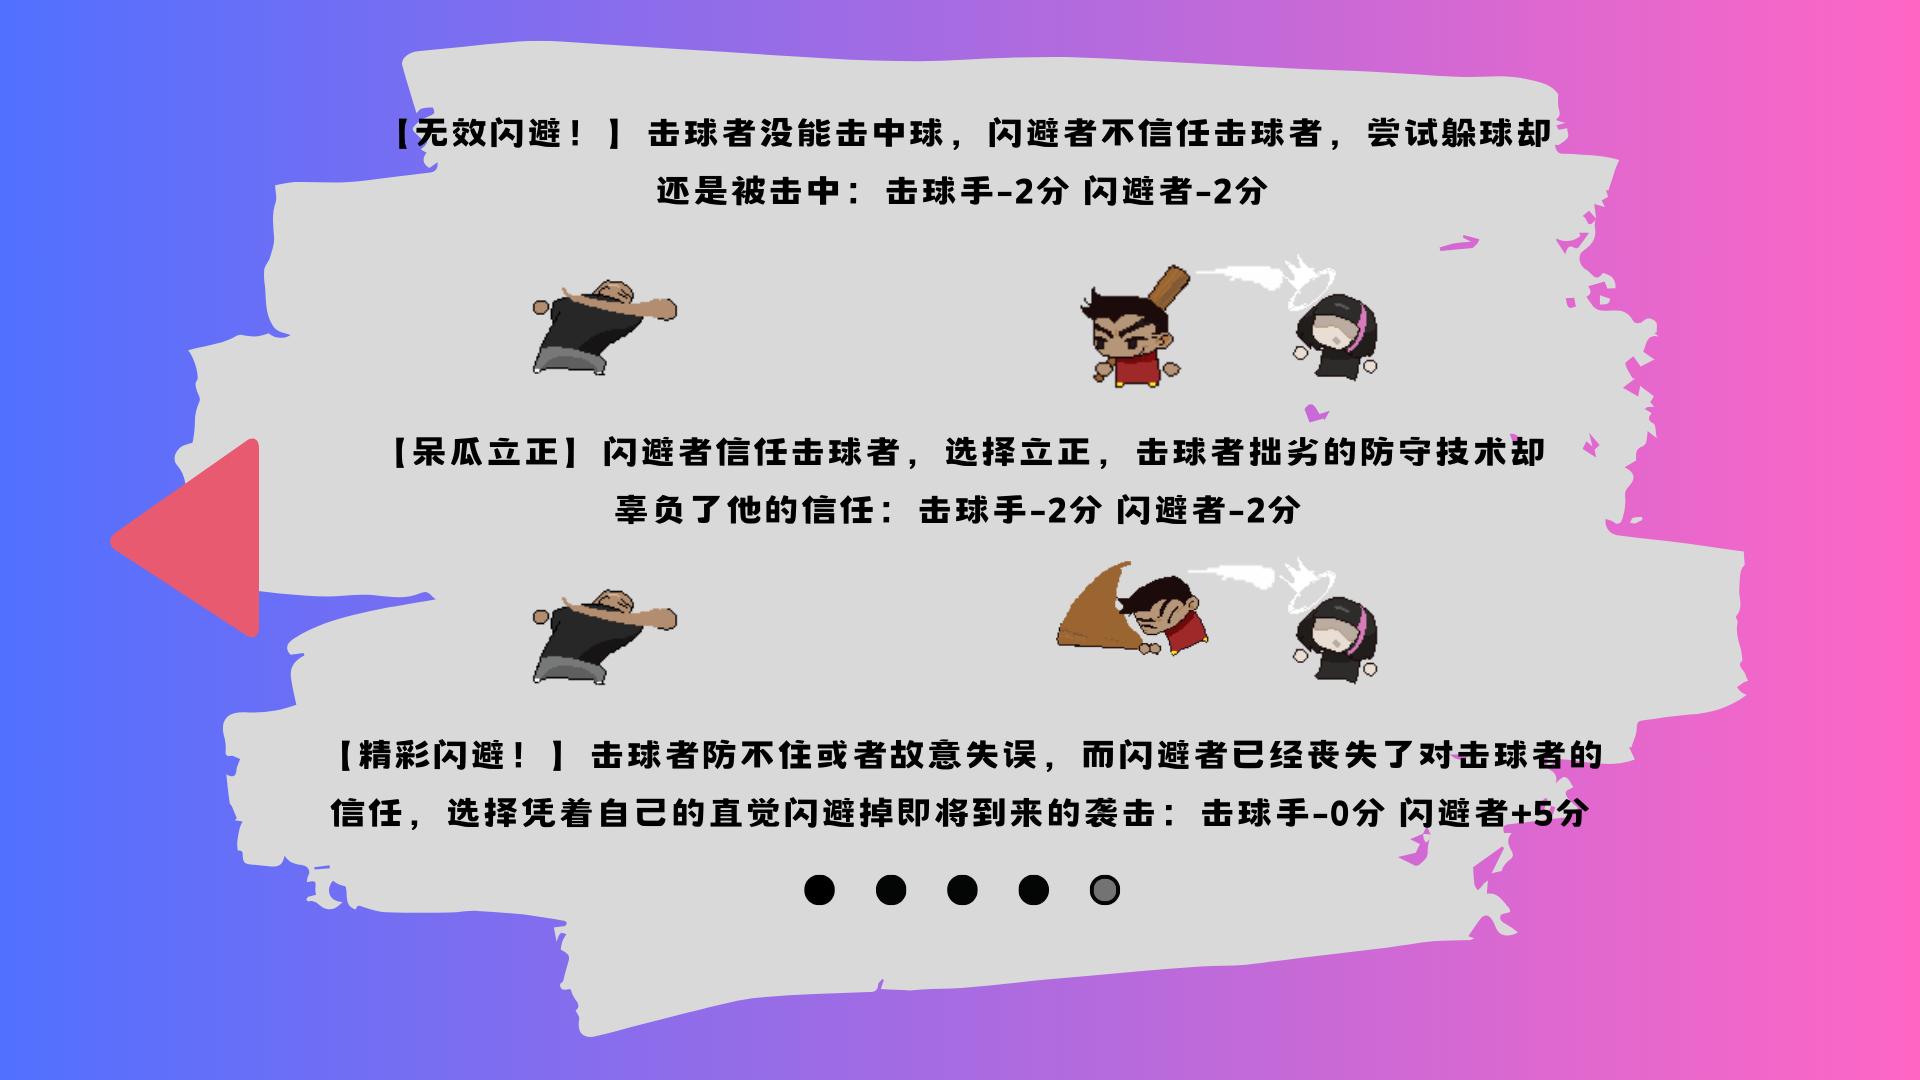 【无效闪避！】击球者没能击中球，闪避者不信任击球者，尝试躲球却
还是被击中：击球手-2分 闪避者-2分
【呆瓜立正】闪避者信任击球者，选择立正，击球者拙劣的防守技术却
辜负了他的信任：击球手-2分 闪避者-2分
【精彩闪避！】击球者防不住或者故意失误，而闪避者已经丧失了对击球者的
信任，选择凭着自己的直觉闪避掉即将到来的袭击：击球手-0分 闪避者+5分